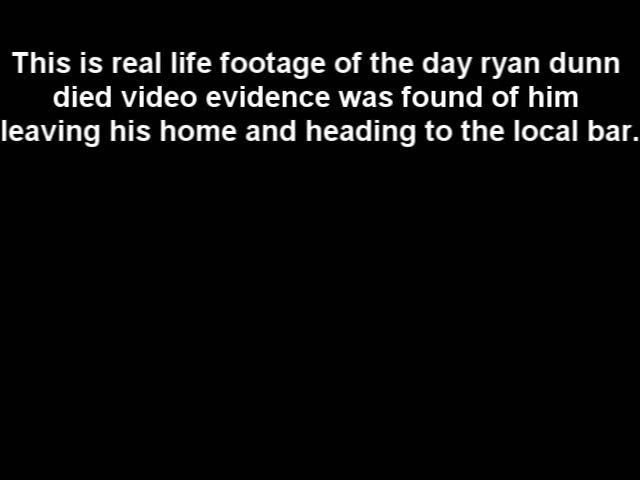 This is real life footage of the day ryan dunn
died video evidence was found of him
leaving his home and heading to the local bar.